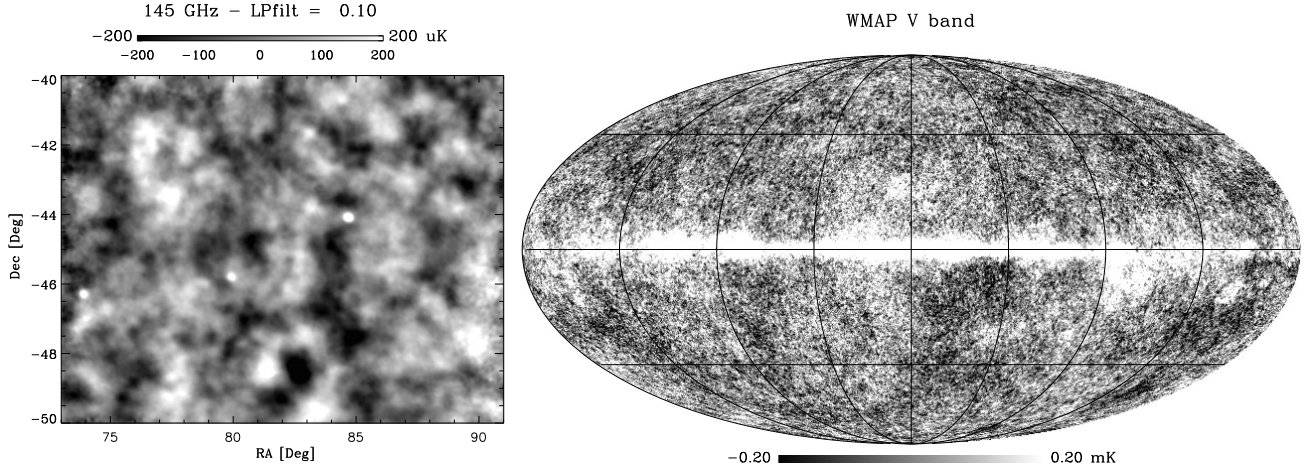 145 GHz - LPfilt = 0.10
-200 200 uK
-200 -100 0 100 200
-40
-42
-44
-46
-48
-50
Dec [Deg]
75 80 85 90
RA [Deg]
WMAP V band
-0.20 0.20 mK